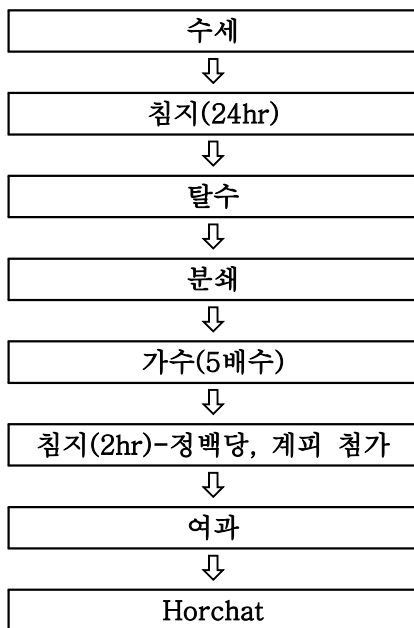 수세
침지(24hr)
탈수
분쇄
가수(5배수)
침지(2hr)-정백당, 계피 첨가
여과
Horchat